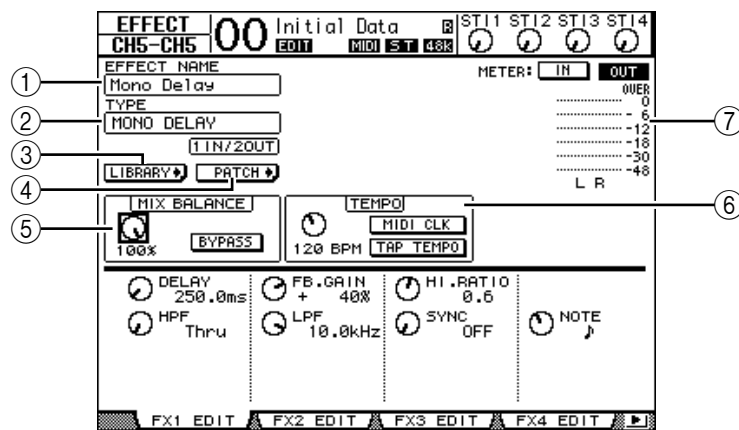 EFFECT
CH5-CH5
00
Initial Data
R
EDIT MIDI ST 48K
STI1 STI2 STI3 STI4
1
EFFECT NAME
Mono Delay
METER: IN OUT
2
TYPE
MONO DELAY
1IN/2OUT
3
LIBRARY
4
PATCH
OVER
0
- 6
-12
-18
-30
-48
L R
7
5
MIX BALANCE
100%
BYPASS
6
TEMPO
MIDI CLK
120 BPM TAP TEMPO
DELAY
250.0ms
FB.GAIN
+ 40%
HI.RATIO
0.6
HPF
Thru
LPF
10.0kHz
SYNC
OFF
NOTE
♪
FX1 EDIT FX2 EDIT FX3 EDIT FX4 EDIT